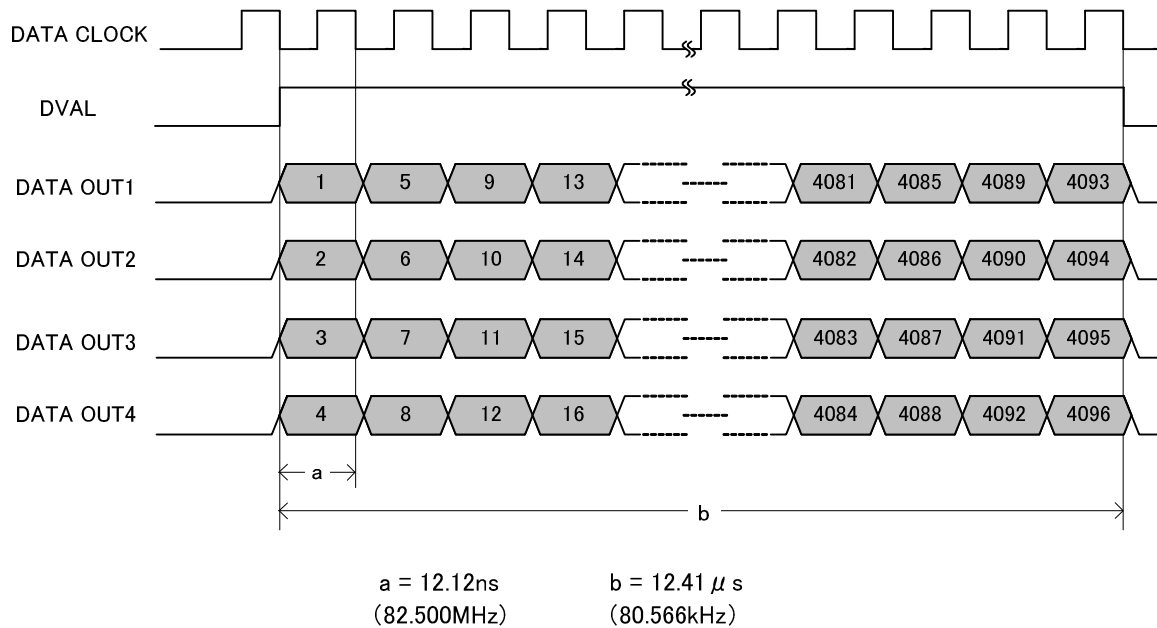 DATA CLOCK
DVAL
DATA OUT1 1 5 9 13 4081 4085 4089 4093
DATA OUT2 2 6 10 14 4082 4086 4090 4094
DATA OUT3 3 7 11 15 4083 4087 4091 4095
DATA OUT4 4 8 12 16 4084 4088 4092 4096
a
b
a = 12.12ns b = 12.41 μ s
(82.500MHz) (80.566kHz)